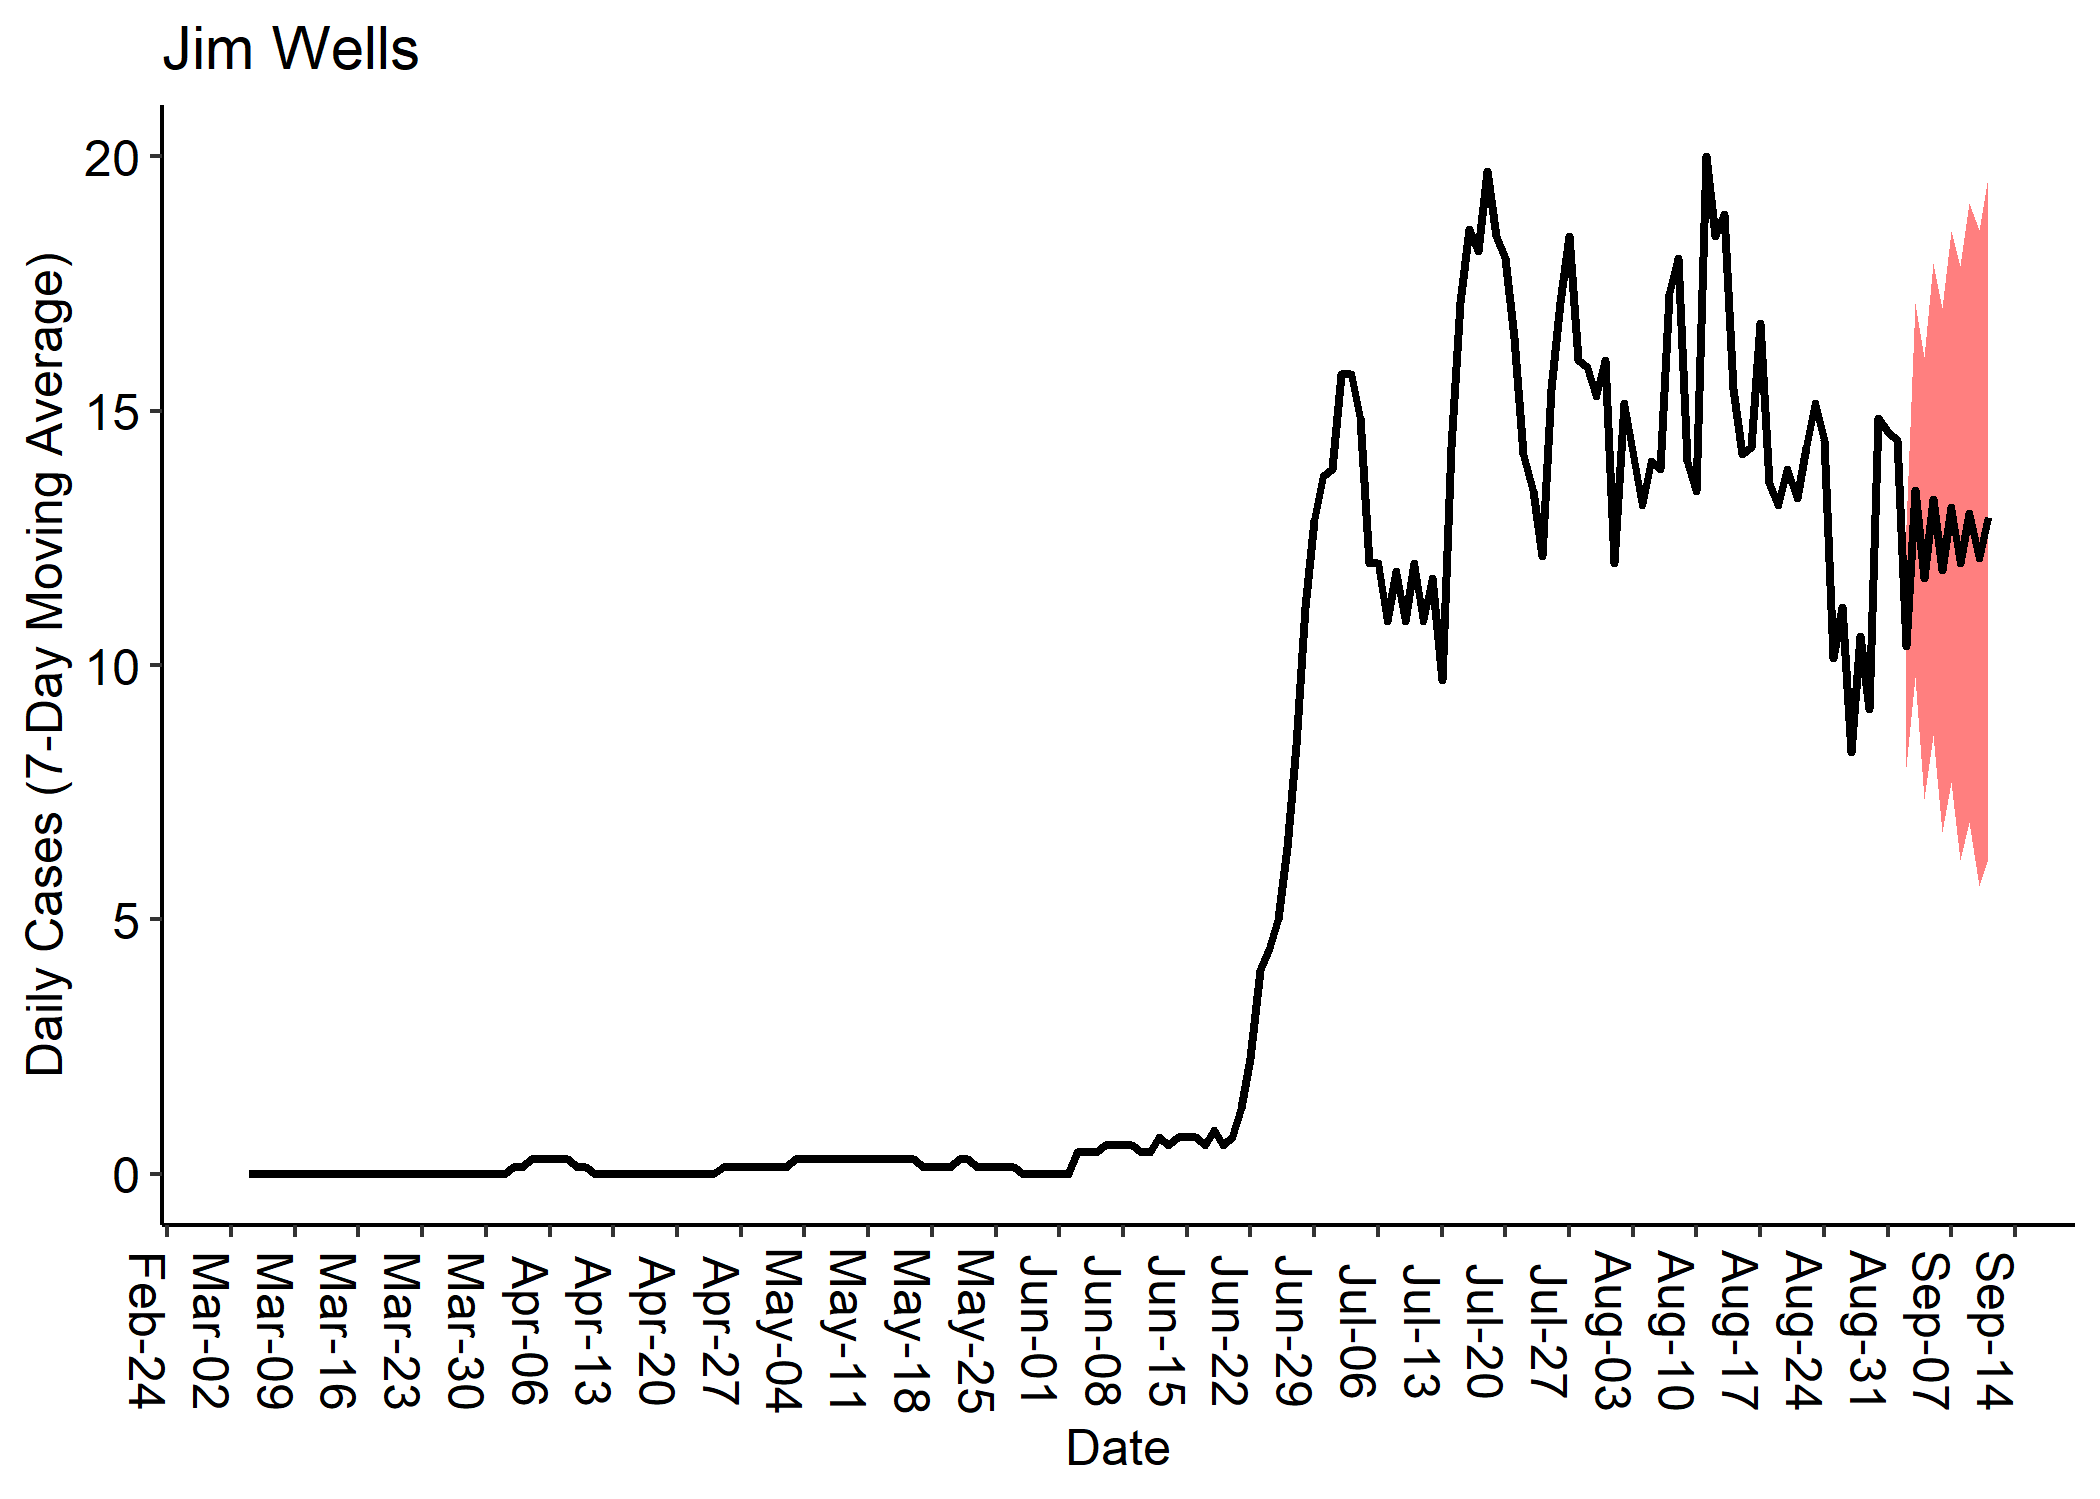 Jim Wells
Daily Cases (7-Day Moving Average)
20
15
10
5
0
Feb-24
Mar-02
Mar-09
Mar-16
Mar-23
Mar-30
Apr-06
Apr-13
Apr-20
Apr-27
May-04
May-11
May-18
May-25
Jun-01
Jun-08
Jun-15
Jun-22
Jun-29
Jul-06
Jul-13
Jul-20
Jul-27
Aug-03
Aug-10
Aug-17
Aug-24
Aug-31
Sep-07
Sep-14
Date